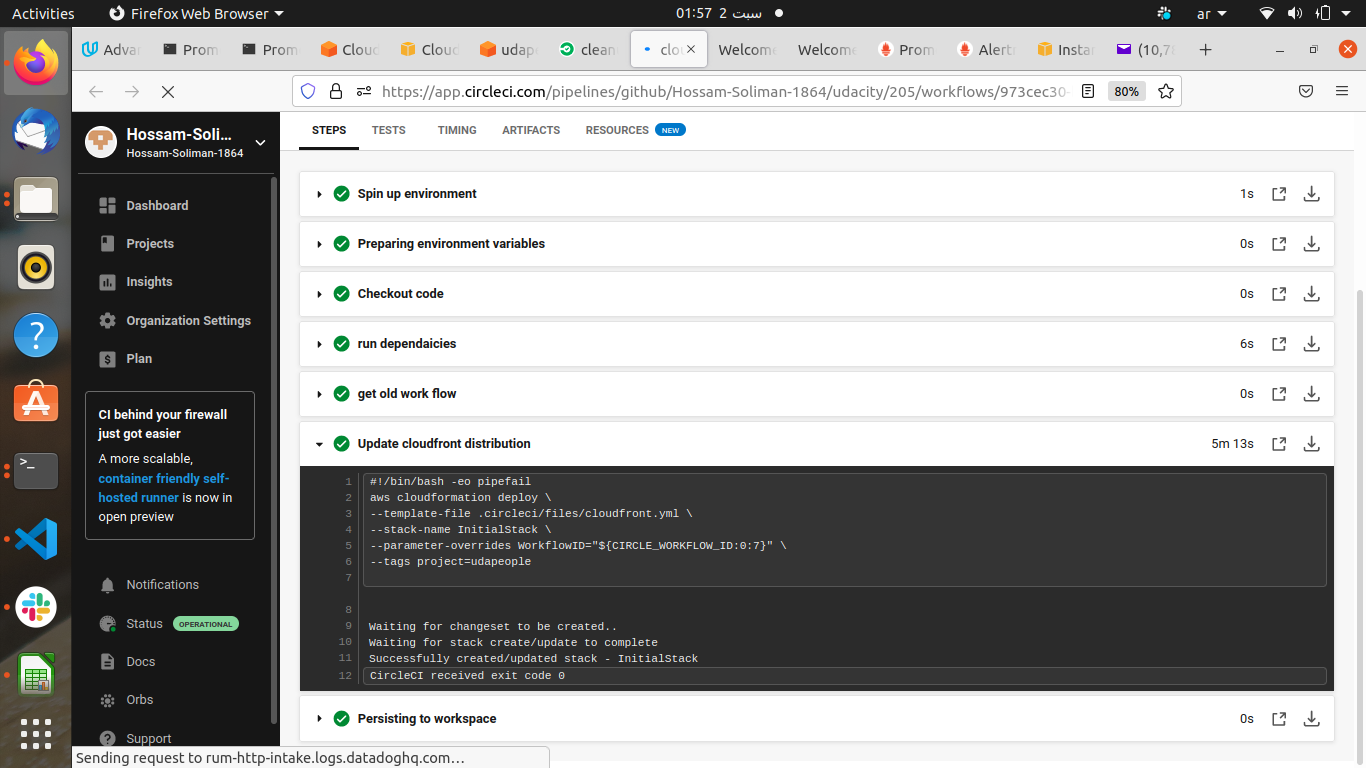 Activities
Firefox Web Browser
01:57 2 سبت
ar
Advan
Prom
Prom
Cloud
Cloud
udape
clean
clou
Welcome
Welcome
Prom
Alertm
Instan
(10,78
https://app.circleci.com/pipelines/github/Hossam-Soliman-1864/udacity/205/workflows/973cec30-
80%
Hossam-Soli...
Hossam-Soliman-1864
Dashboard
Projects
Insights
Organization Settings
Plan
CI behind your firewall
just got easier
A more scalable,
container friendly self-
hosted runner is now in
open preview
Notifications
Status OPERATIONAL
Docs
Orbs
Support
STEPS
TESTS
TIMING
ARTIFACTS
RESOURCES NEW
Spin up environment 1s
Preparing environment variables 0s
Checkout code 0s
run dependaicies 6s
get old work flow 0s
Update cloudfront distribution 5m 13s
1 #!/bin/bash -eo pipefail
2 aws cloudformation deploy \
3 --template-file .circleci/files/cloudfront.yml \
4 --stack-name InitialStack \
5 --parameter-overrides WorkflowID="${CIRCLE_WORKFLOW_ID:0:7}" \
6 --tags project=udapeople
7
8
9 Waiting for changeset to be created..
10 Waiting for stack create/update to complete
11 Successfully created/updated stack - InitialStack
12 CircleCI received exit code 0
Persisting to workspace 0s
Sending request to rum-http-intake.logs.datadoghq.com…